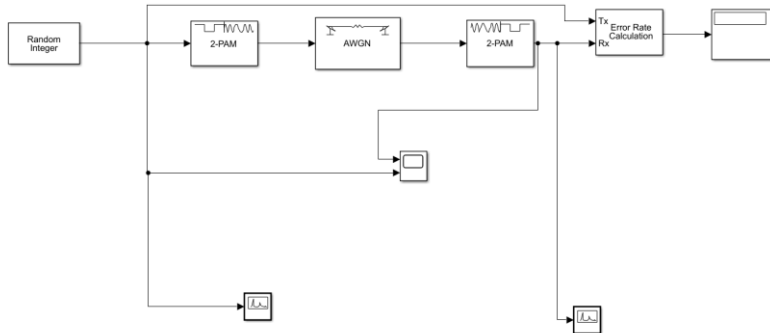 Random
Integer
2-PAM
AWGN
2-PAM
Tx
Rx
Error Rate
Calculation